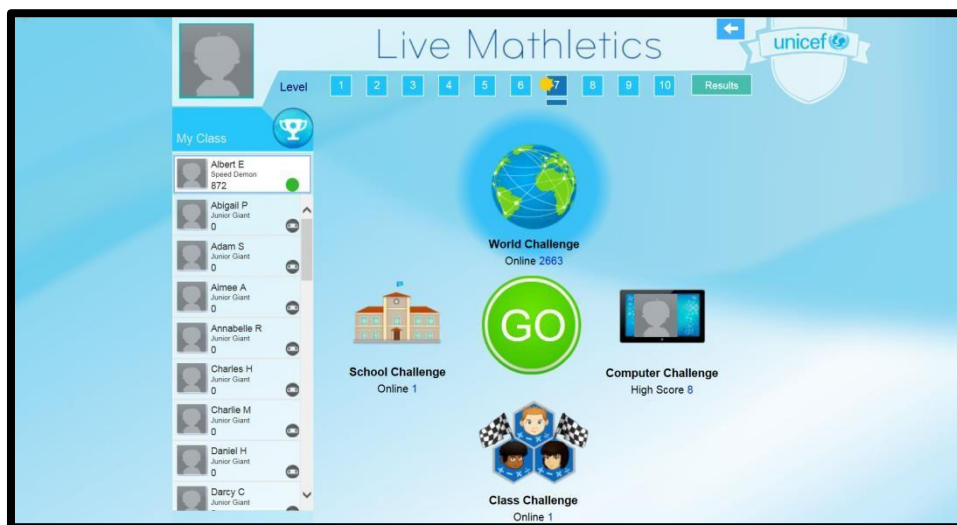 Live Mathletics
unicef
Level 1 2 3 4 5 6 7 8 9 10 Results
My Class
Albert E
Speed Demon
872
Abigail P
Junior Giant
0
Adam S
Junior Giant
0
Aimee A
Junior Giant
0
Annabelle R
Junior Giant
0
Charles H
Junior Giant
0
Charlie M
Junior Giant
0
Daniel H
Junior Giant
0
Darcy C
Junior Giant
World Challenge
Online 2663
GO
School Challenge
Online 1
Computer Challenge
High Score 8
Class Challenge
Online 1